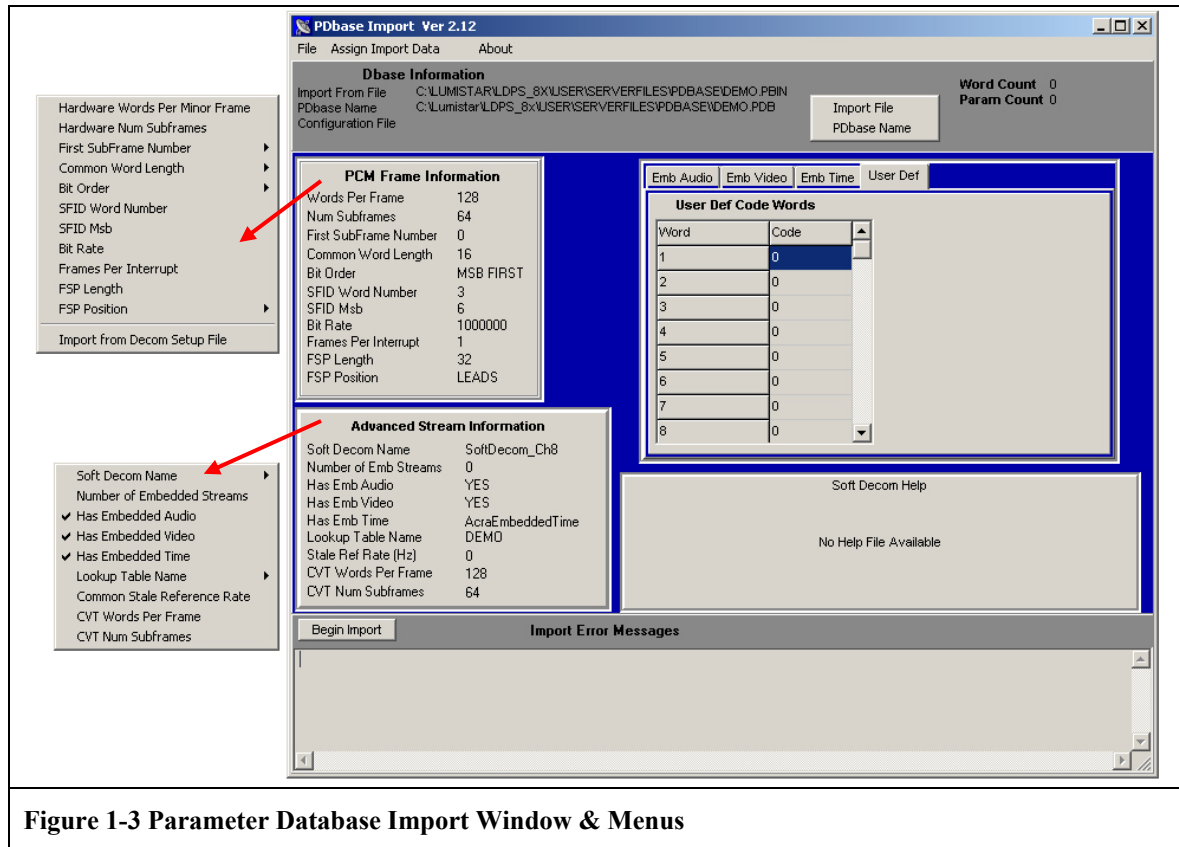 PDbase Import Ver 2.12
File Assign Import Data About
Dbase Information
Import From File C:\LUMISTAR\LDPS_8X\USER\SERVERFILES\PDBASE\DEMO.PBIN
PDbase Name C:\Lumistar\LDPS_8x\USER\SERVERFILES\PDBASE\\DEMO.PDB
Configuration File
Import File
PDbase Name
Word Count 0
Param Count 0
Hardware Words Per Minor Frame
Hardware Num Subframes
First SubFrame Number
Common Word Length
Bit Order
SFID Word Number
SFID Msb
Bit Rate
Frames Per Interrupt
FSP Length
FSP Position
Import from Decom Setup File
PCM Frame Information
Words Per Frame 128
Num Subframes 64
First SubFrame Number 0
Common Word Length 16
Bit Order MSB FIRST
SFID Word Number 3
SFID Msb 6
Bit Rate 1000000
Frames Per Interrupt 1
FSP Length 32
FSP Position LEADS
Emb Audio Emb Video Emb Time User Def
User Def Code Words
Word Code
1 0
2 0
3 0
4 0
5 0
6 0
7 0
8 0
Soft Decom Name
Number of Embedded Streams
Has Embedded Audio
Has Embedded Video
Has Embedded Time
Lookup Table Name
Common Stale Reference Rate
CVT Words Per Frame
CVT Num Subframes
Advanced Stream Information
Soft Decom Name SoftDecom_Ch8
Number of Emb Streams 0
Has Emb Audio YES
Has Emb Video YES
Has Emb Time AcraEmbeddedTime
Lookup Table Name DEMO
Stale Ref Rate (Hz) 0
CVT Words Per Frame 128
CVT Num Subframes 64
Soft Decom Help
No Help File Available
Begin Import Import Error Messages
Figure 1-3 Parameter Database Import Window & Menus